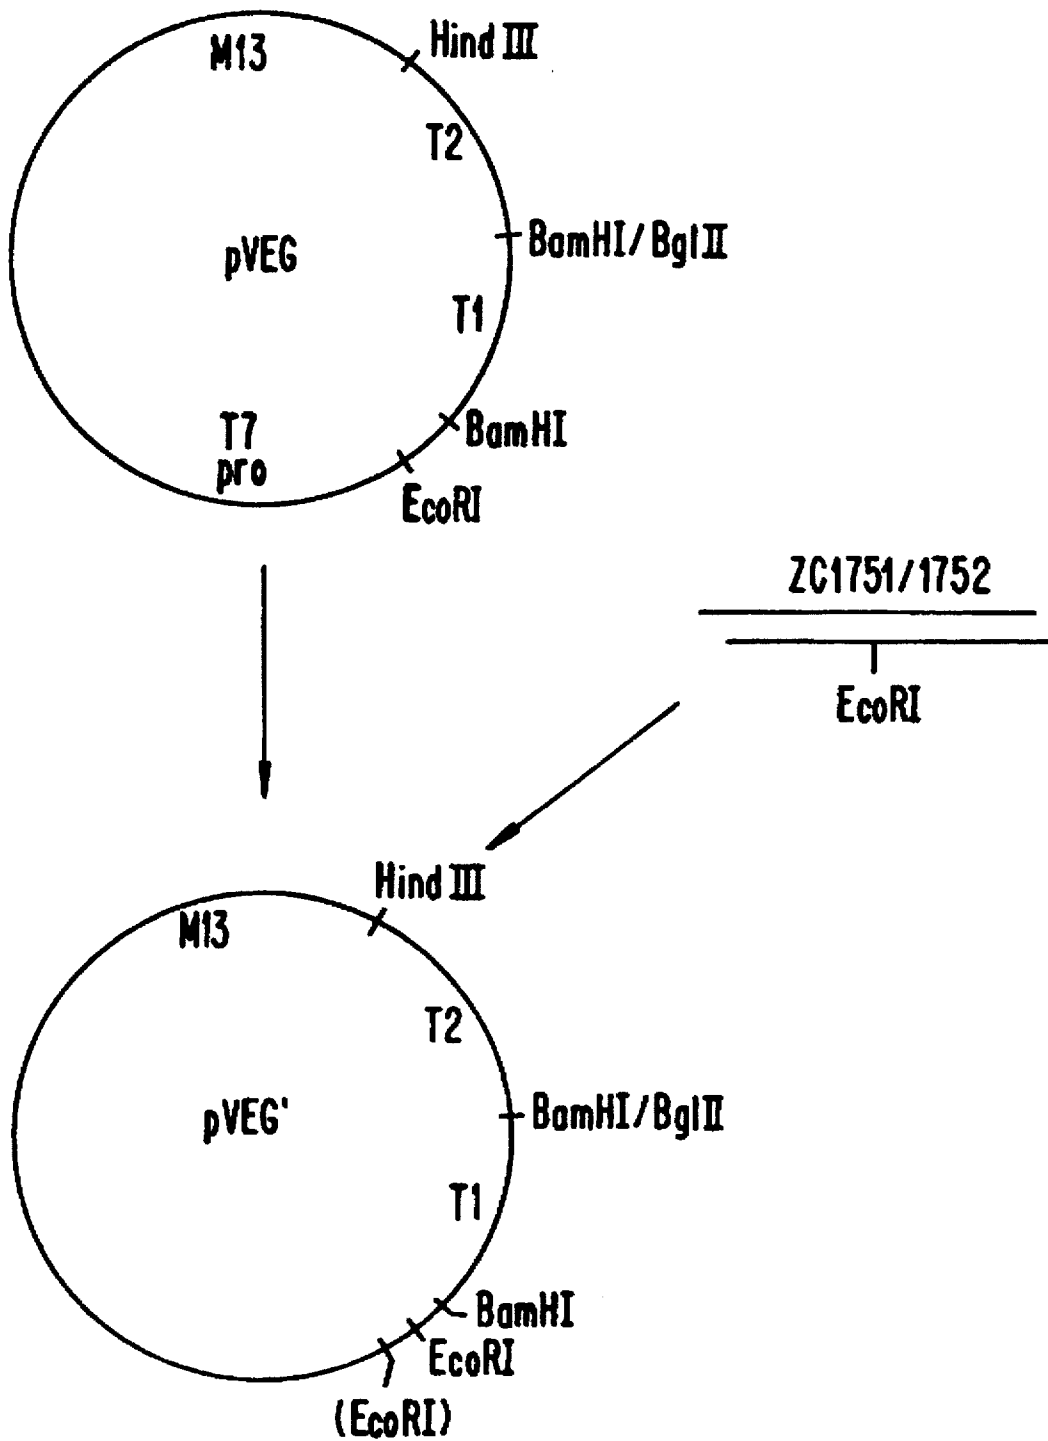 M13
Hind III
T2
pVEG
BamHI/BglII
T1
T7
pro
BamHI
EcoRI
ZC1751/1752
EcoRI
Hind III
M13
T2
pVEG'
BamHI/BglII
T1
BamHI
EcoRI
(EcoRI)